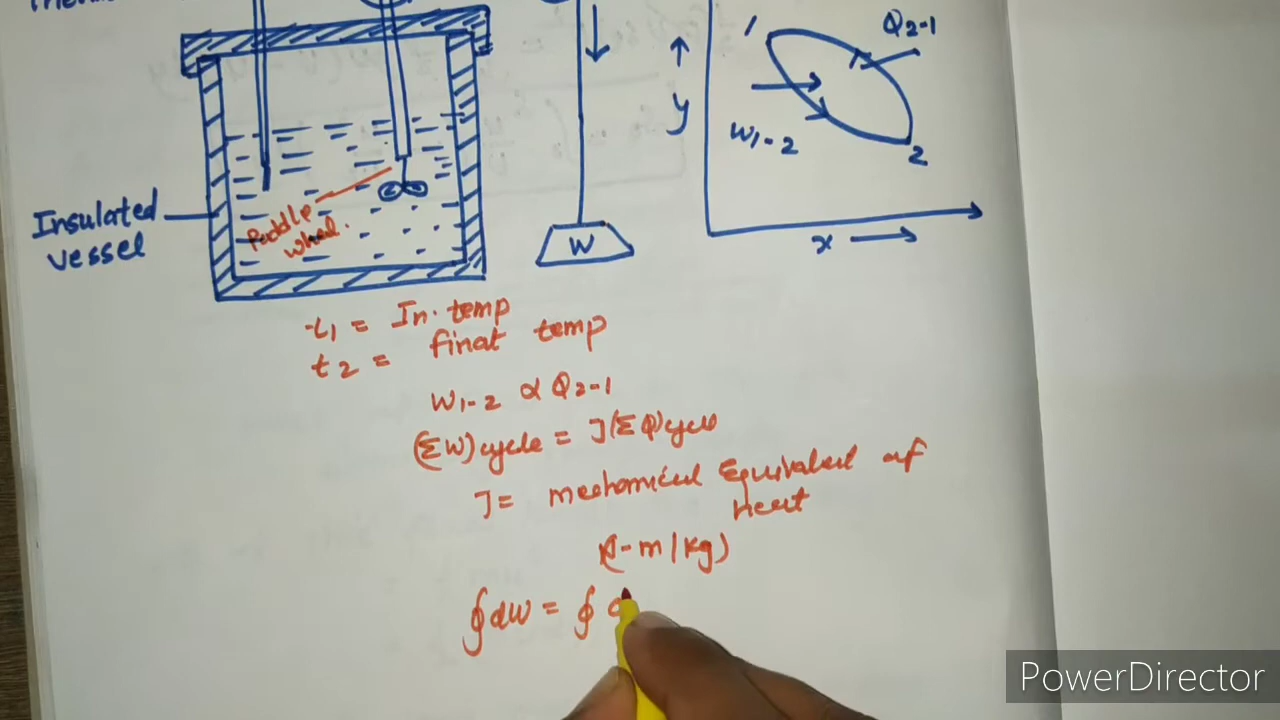 Q2-1
1
y
W1-2
2
Insulated
vessel
Paddle
wheel.
W
x
t1 = In. temp
t2 = final temp
W1-2 ∝ Q2-1
(ΣW)cycle = J(ΣQ)cycle
J = mechanical Equivalent of
heat
m/kg)
∮dW = ∮
PowerDirector